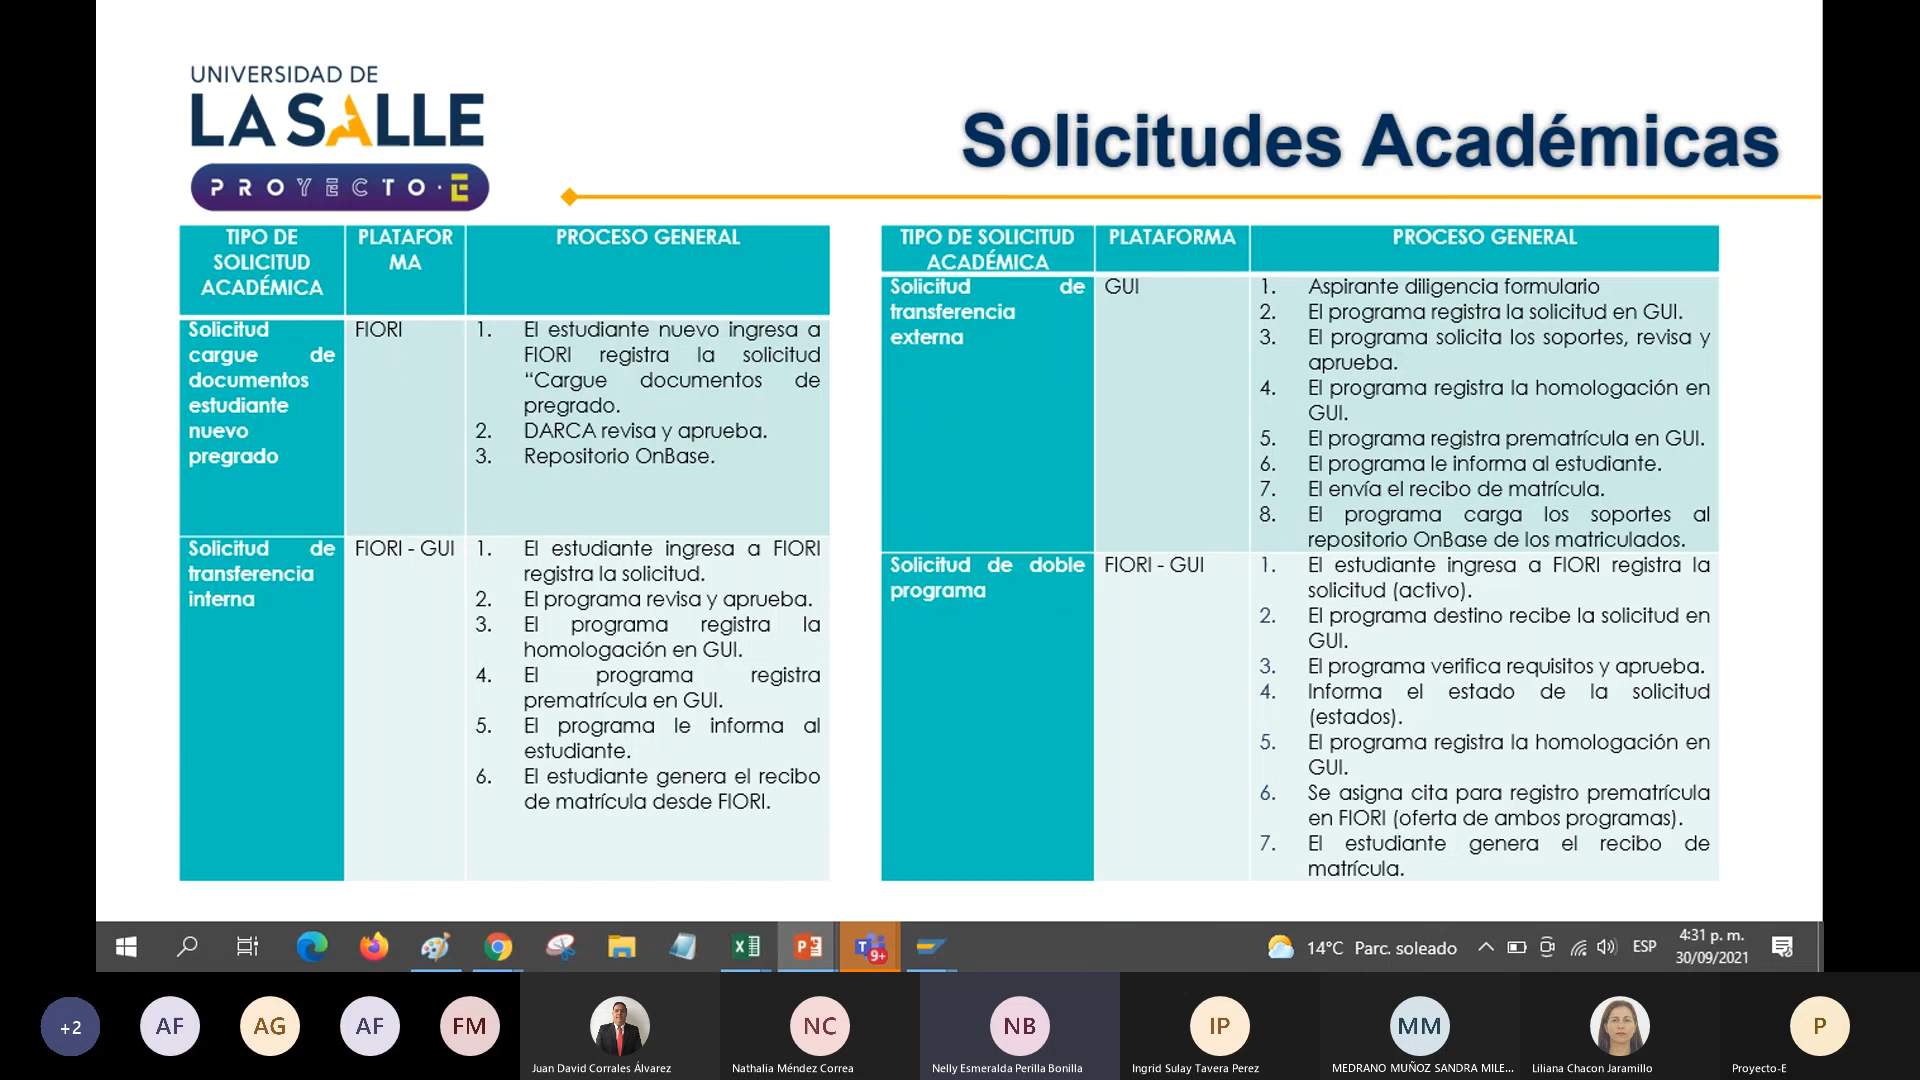 UNIVERSIDAD DE
LA SALLE
PROYECTO·E
Solicitudes Académicas
TIPO DE
SOLICITUD
ACADÉMICA
PLATAFOR
MA
PROCESO GENERAL
Solicitud
cargue de
documentos
estudiante
nuevo
pregrado
FIORI
1. El estudiante nuevo ingresa a
FIORI registra la solicitud
“Cargue documentos de
pregrado.
2. DARCA revisa y aprueba.
3. Repositorio OnBase.
Solicitud de
transferencia
interna
FIORI - GUI
1. El estudiante ingresa a FIORI
registra la solicitud.
2. El programa revisa y aprueba.
3. El programa registra la
homologación en GUI.
4. El programa registra
prematrícula en GUI.
5. El programa le informa al
estudiante.
6. El estudiante genera el recibo
de matrícula desde FIORI.
TIPO DE SOLICITUD
ACADÉMICA
PLATAFORMA
PROCESO GENERAL
Solicitud de
transferencia
externa
GUI
1. Aspirante diligencia formulario
2. El programa registra la solicitud en GUI.
3. El programa solicita los soportes, revisa y
aprueba.
4. El programa registra la homologación en
GUI.
5. El programa registra prematrícula en GUI.
6. El programa le informa al estudiante.
7. El envía el recibo de matrícula.
8. El programa carga los soportes al
repositorio OnBase de los matriculados.
Solicitud de doble
programa
FIORI - GUI
1. El estudiante ingresa a FIORI registra la
solicitud (activo).
2. El programa destino recibe la solicitud en
GUI.
3. El programa verifica requisitos y aprueba.
4. Informa el estado de la solicitud
(estados).
5. El programa registra la homologación en
GUI.
6. Se asigna cita para registro prematrícula
en FIORI (oferta de ambos programas).
7. El estudiante genera el recibo de
matrícula.
9+
14°C Parc. soleado
ESP
4:31 p. m.
30/09/2021
+2
AF
AG
AF
FM
NC
NB
IP
MM
P
Juan David Corrales Álvarez
Nathalia Méndez Correa
Nelly Esmeralda Perilla Bonilla
Ingrid Sulay Tavera Perez
MEDRANO MUÑOZ SANDRA MILE...
Liliana Chacon Jaramillo
Proyecto-E